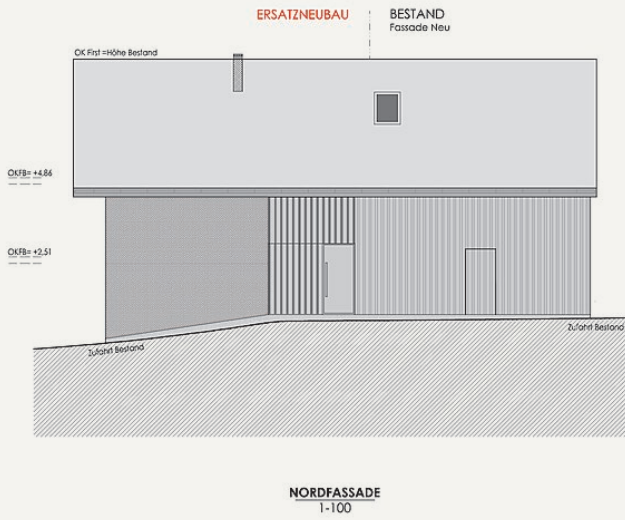 ERSATZNEUBAU
BESTAND
Fassade Neu
OK First =Höhe Bestand
OKFB= +4.86
OKFB= +2.51
Zufahrt Bestand
Zufahrt Bestand
NORDFASSADE
1-100